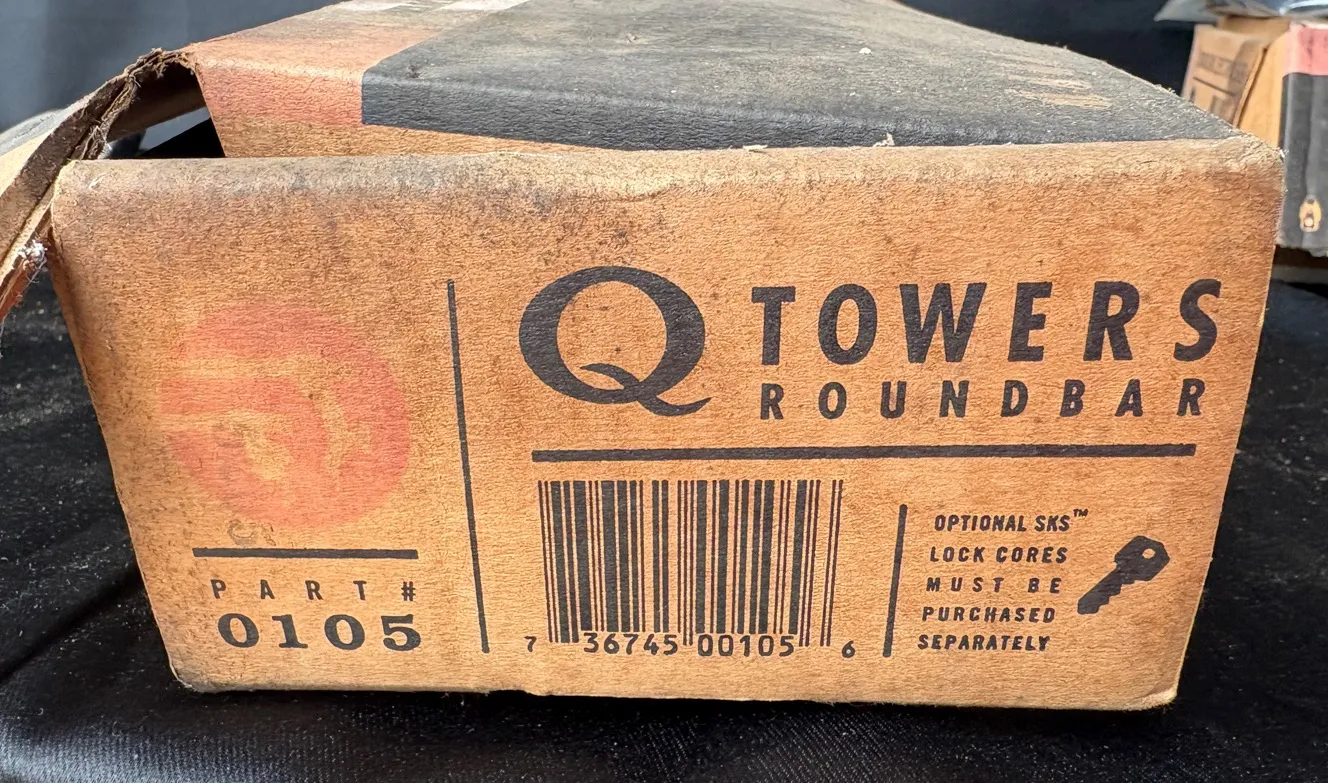 Q TOWERS
ROUNDBAR
PART#
0105
7 36745 00105 6
OPTIONAL SKS™
LOCK CORES
MUST BE
PURCHASED
SEPARATELY